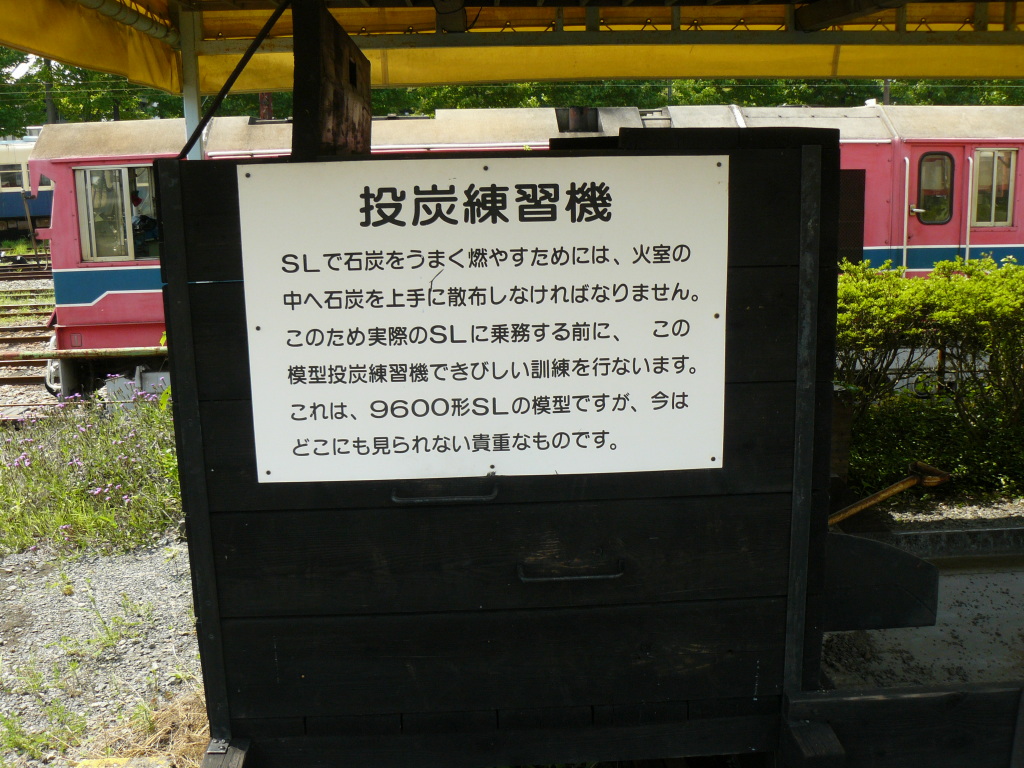 投炭練習機
SLで石炭をうまく燃やすためには、火室の
中へ石炭を上手に散布しなければなりません。
このため実際のSLに乗務する前に、　この
模型投炭練習機できびしい訓練を行ないます。
これは、9600形SLの模型ですが、今は
どこにも見られない貴重なものです。